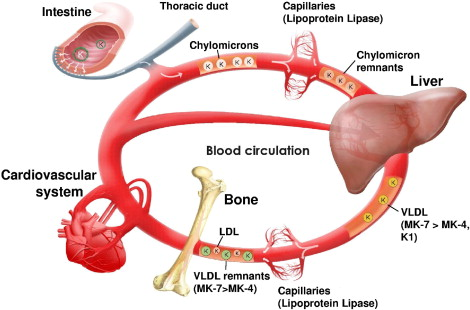 Intestine
Thoracic duct
Capillaries
(Lipoprotein Lipase)
Chylomicrons
K K K K
Chylomicron
remnants
K K K
Liver
Blood circulation
Cardiovascular
system
Bone
LDL
VLDL
(MK-7 > MK-4,
K1)
K
K
K
K K K K K
VLDL remnants
(MK-7>MK-4)
Capillaries
(Lipoprotein Lipase)